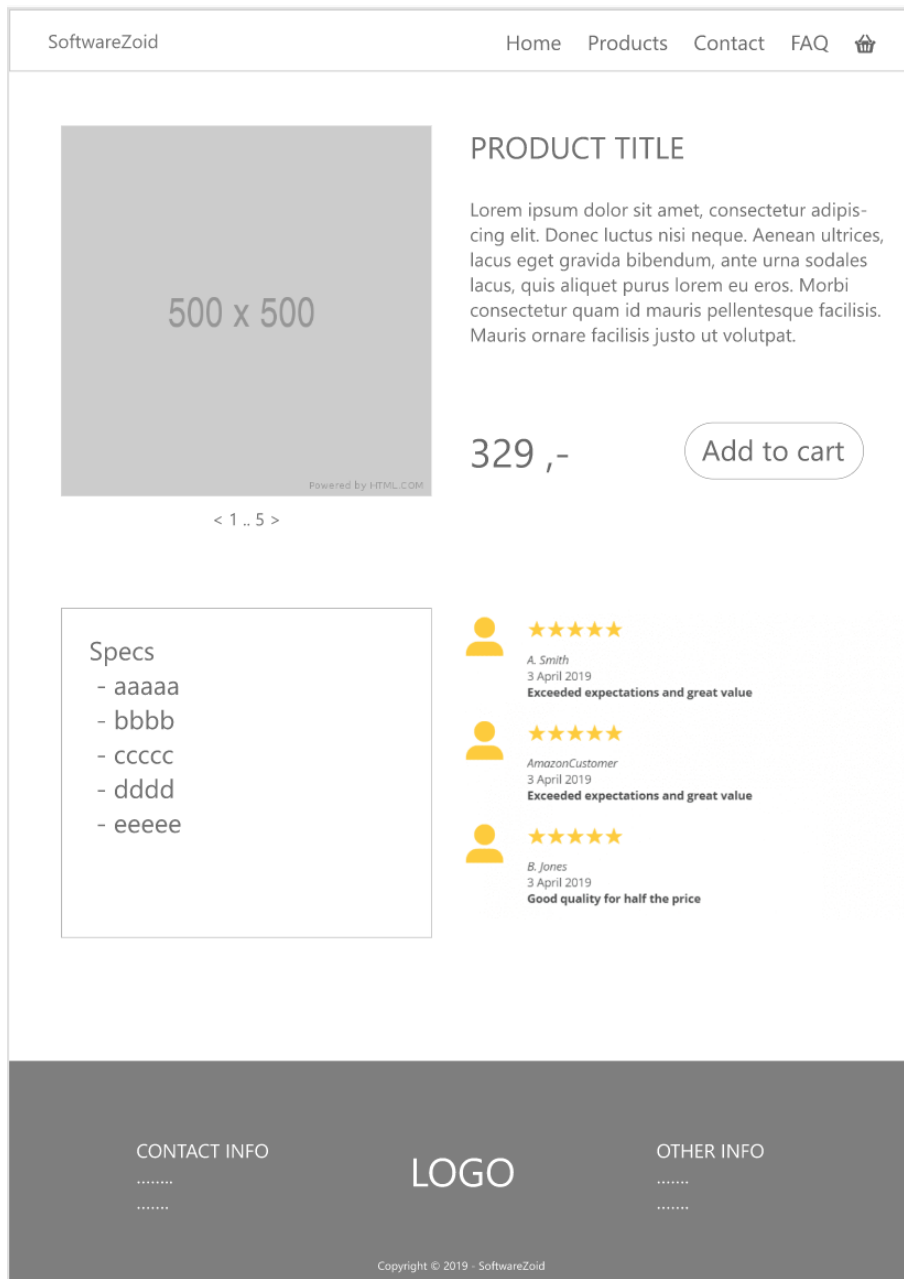 SoftwareZoid
Home Products Contact FAQ
500 x 500
Powered by HTML.COM
< 1 .. 5 >
PRODUCT TITLE
Lorem ipsum dolor sit amet, consectetur adipis-
cing elit. Donec luctus nisi neque. Aenean ultrices,
lacus eget gravida bibendum, ante urna sodales
lacus, quis aliquet purus lorem eu eros. Morbi
consectetur quam id mauris pellentesque facilisis.
Mauris ornare facilisis justo ut volutpat.
329 ,-
Add to cart
Specs
- aaaaa
- bbbb
- ccccc
- dddd
- eeeee
A. Smith
3 April 2019
Exceeded expectations and great value
AmazonCustomer
3 April 2019
Exceeded expectations and great value
B. Jones
3 April 2019
Good quality for half the price
CONTACT INFO
........
.......
LOGO
OTHER INFO
.......
.......
Copyright © 2019 - SoftwareZoid